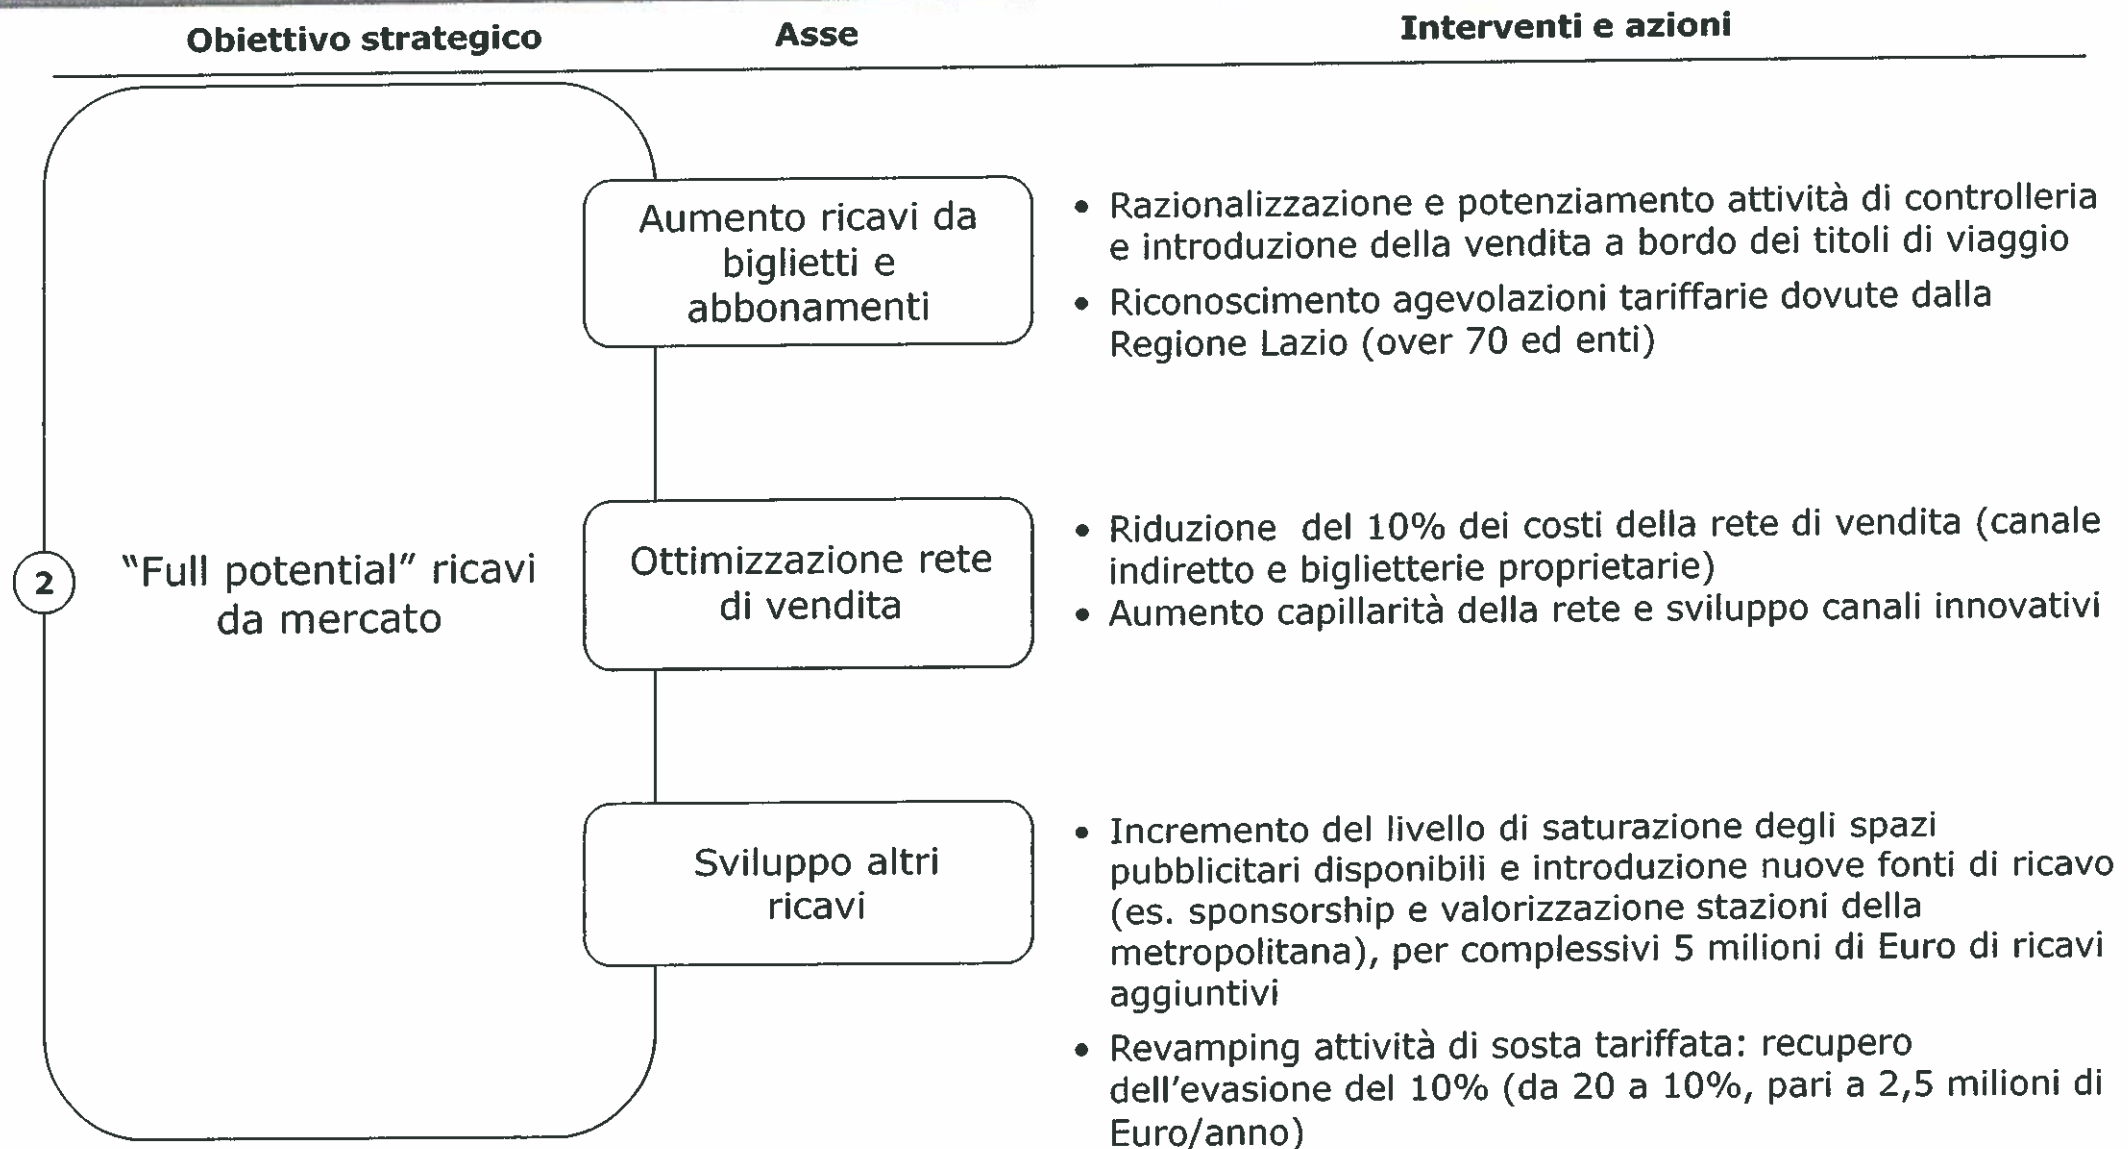 Obiettivo strategico Asse Interventi e azioni
2
"Full potential" ricavi
da mercato
Aumento ricavi da
biglietti e
abbonamenti
• Razionalizzazione e potenziamento attività di controlleria
e introduzione della vendita a bordo dei titoli di viaggio
• Riconoscimento agevolazioni tariffarie dovute dalla
Regione Lazio (over 70 ed enti)
Ottimizzazione rete
di vendita
• Riduzione del 10% dei costi della rete di vendita (canale
indiretto e biglietterie proprietarie)
• Aumento capillarità della rete e sviluppo canali innovativi
Sviluppo altri
ricavi
• Incremento del livello di saturazione degli spazi
pubblicitari disponibili e introduzione nuove fonti di ricavo
(es. sponsorship e valorizzazione stazioni della
metropolitana), per complessivi 5 milioni di Euro di ricavi
aggiuntivi
• Revamping attività di sosta tariffata: recupero
dell'evasione del 10% (da 20 a 10%, pari a 2,5 milioni di
Euro/anno)